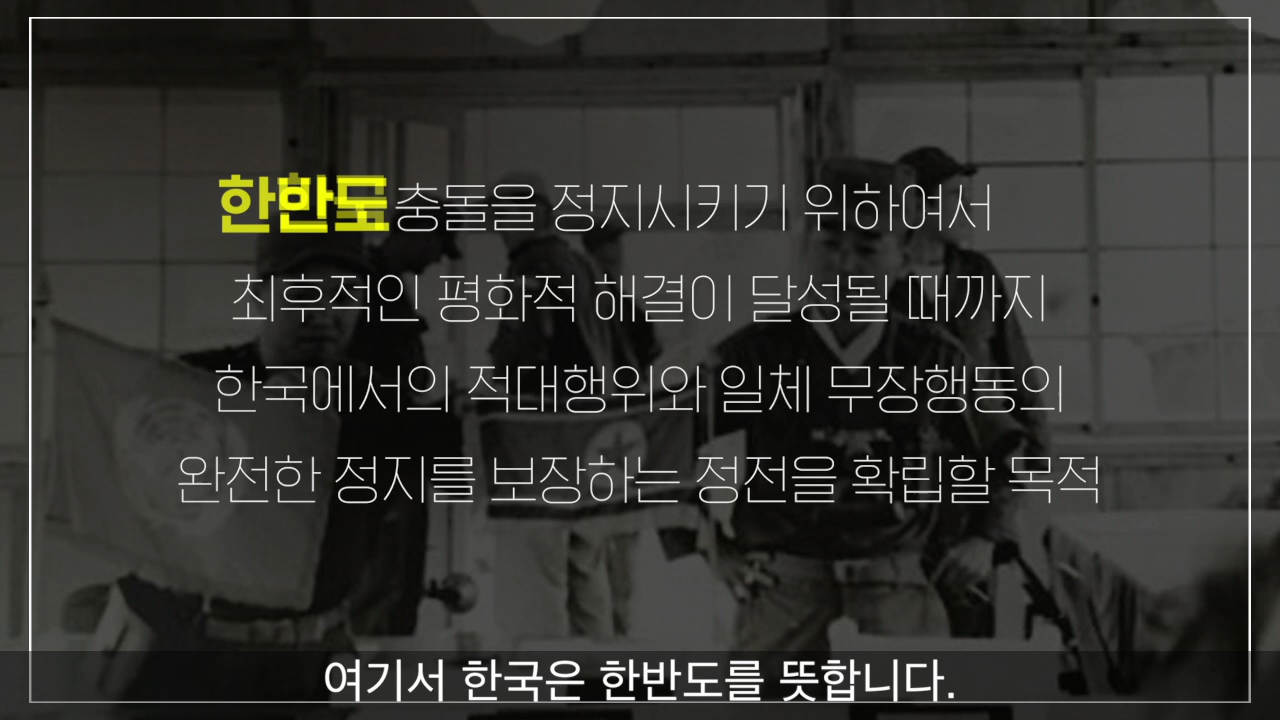 한반도 충돌을 정지시키기 위하여서
최후적인 평화적 해결이 달성될 때까지
한국에서의 적대행위와 일체 무장행동의
완전한 정지를 보장하는 정전을 확립할 목적
여기서 한국은 한반도를 뜻합니다.